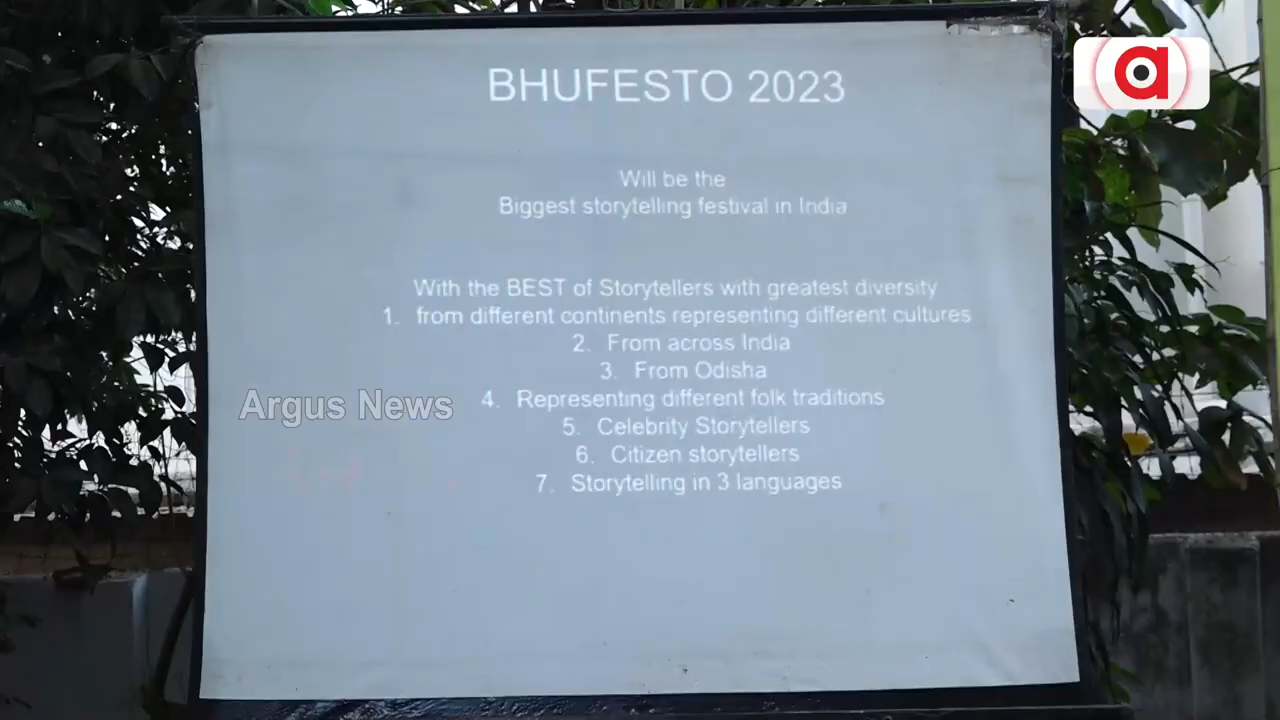 BHUFESTO 2023
Will be the
Biggest storytelling festival in India
With the BEST of Storytellers with greatest diversity
1. from different continents representing different cultures
2. From across India
3. From Odisha
4. Representing different folk traditions
Argus News
5. Celebrity Storytellers
6. Citizen storytellers
7. Storytelling in 3 languages
a